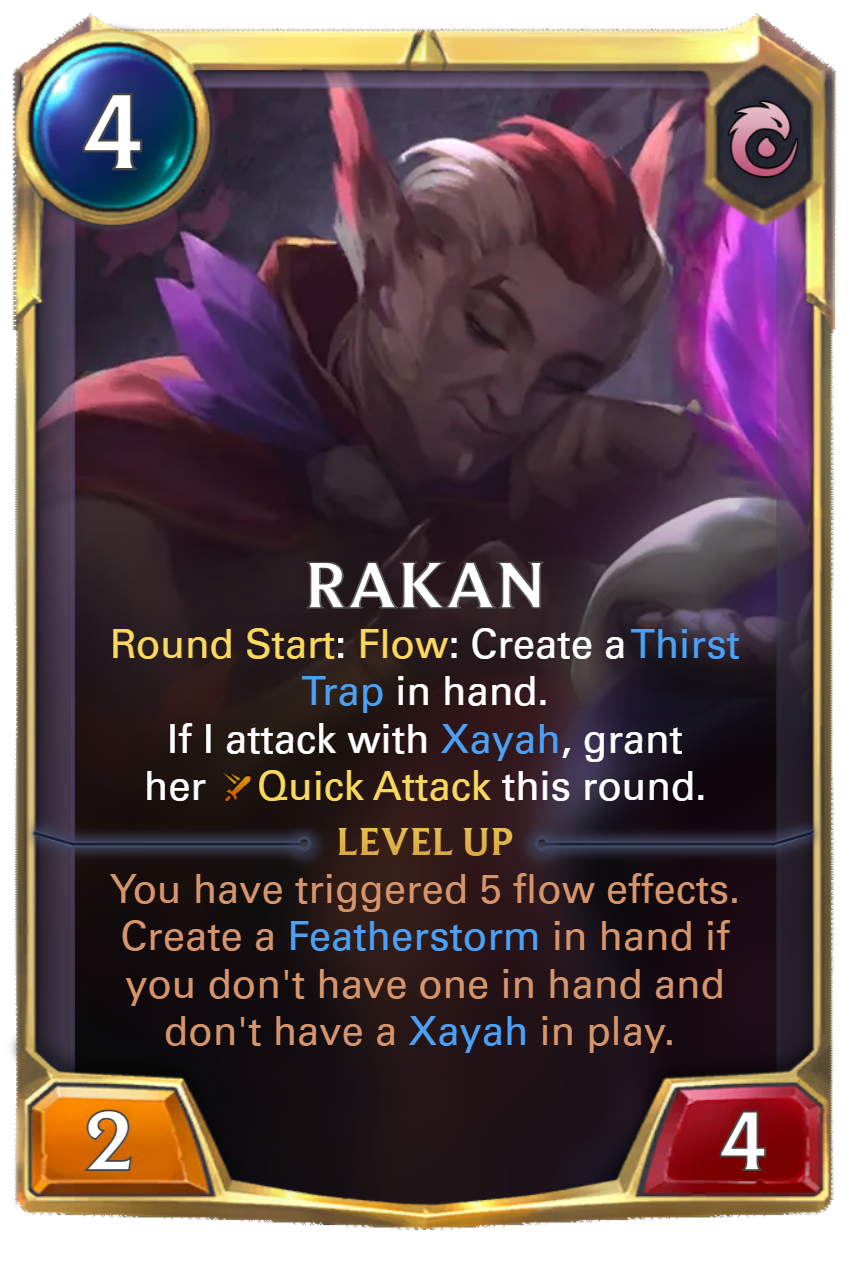 4
RAKAN
Round Start: Flow: Create a Thirst
Trap in hand.
If I attack with Xayah, grant
her Quick Attack this round.
LEVEL UP
You have triggered 5 flow effects.
Create a Featherstorm in hand if
you don't have one in hand and
don't have a Xayah in play.
2
4